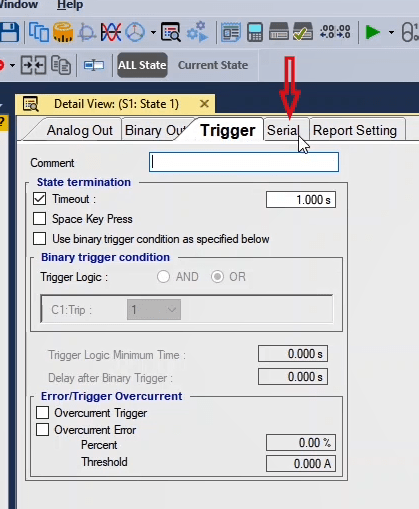 Window Help
ALL State Current State
Detail View: (S1: State 1) ×
?
Analog Out Binary Out Trigger Serial Report Setting
Comment
State termination
Timeout : 1.000 s
Space Key Press
Use binary trigger condition as specified below
Binary trigger condition
Trigger Logic : AND OR
C1:Trip : 1
Trigger Logic Minimum Time : 0.000 s
Delay after Binary Trigger : 0.000 s
Error/Trigger Overcurrent
Overcurrent Trigger
Overcurrent Error
Percent 0.00 %
Threshold 0.000 A